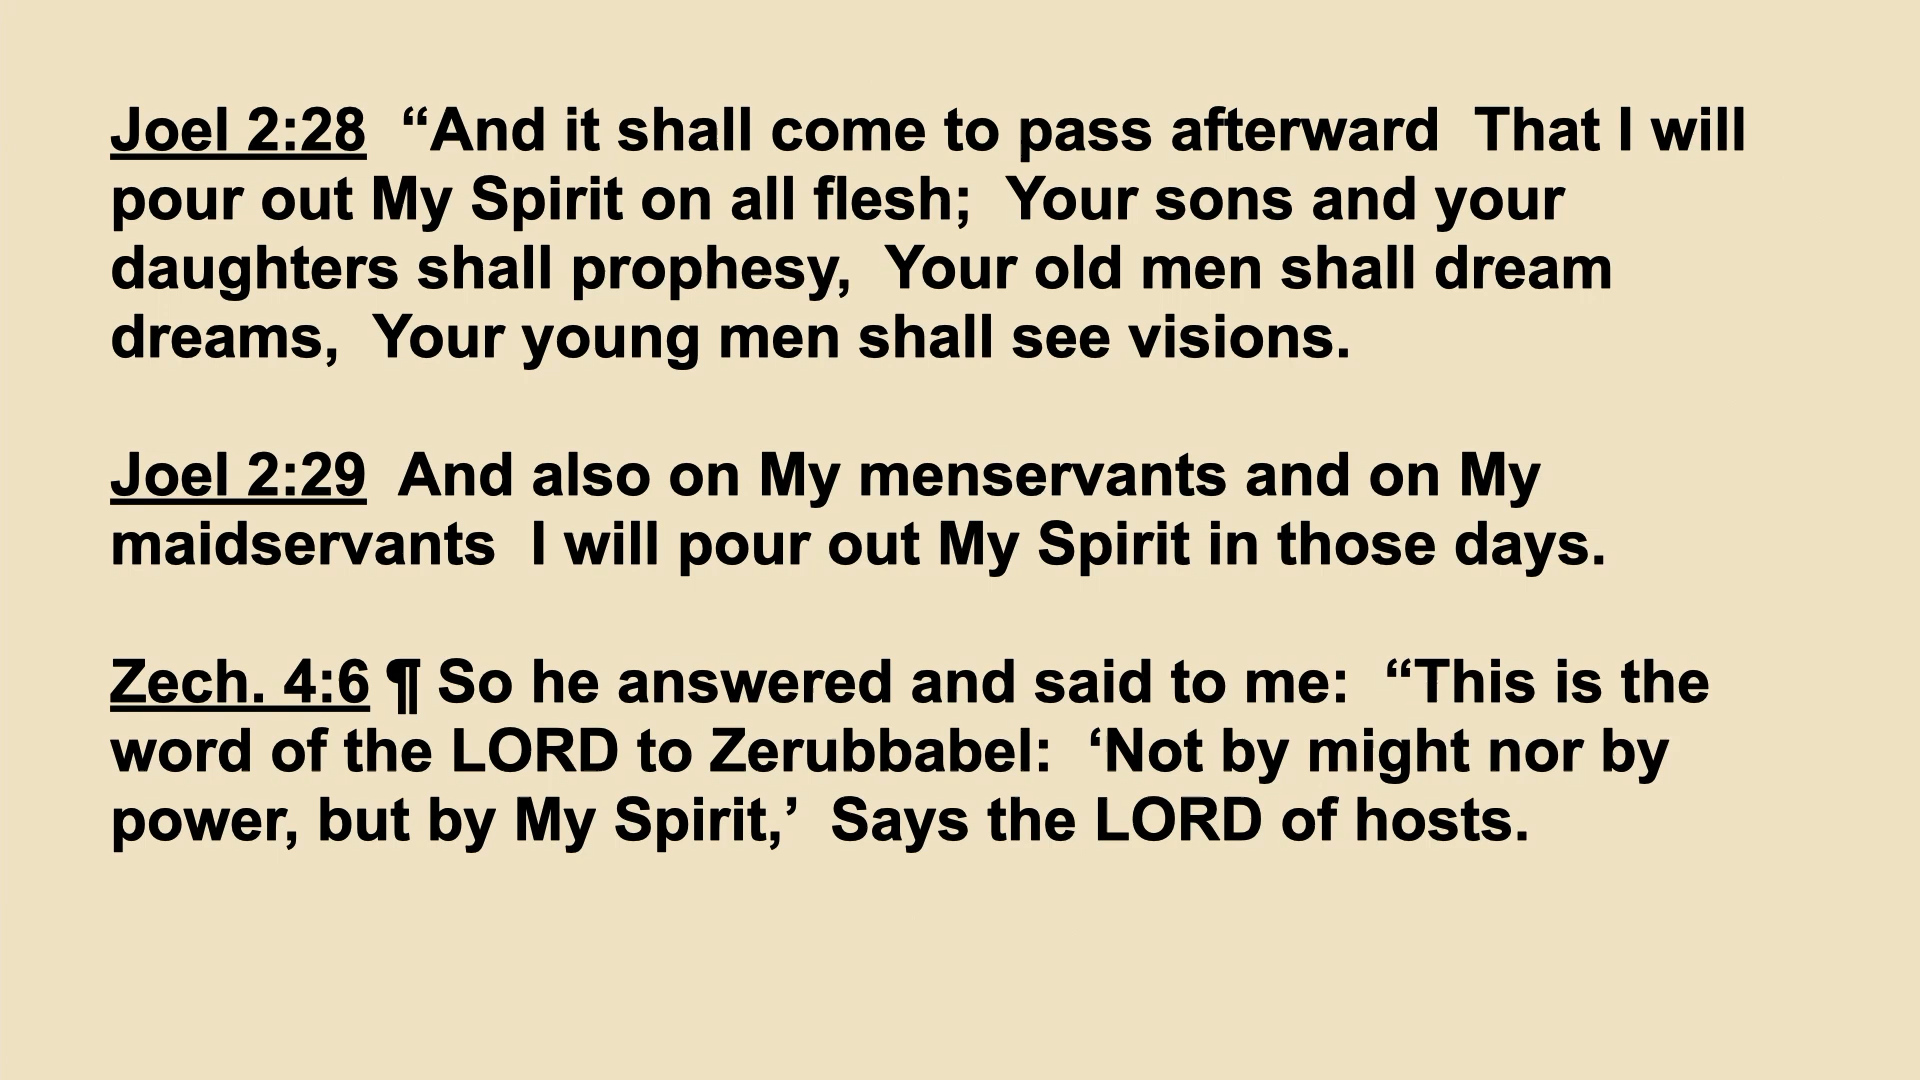 Joel 2:28  “And it shall come to pass afterward  That I will
pour out My Spirit on all flesh;  Your sons and your
daughters shall prophesy,  Your old men shall dream
dreams,  Your young men shall see visions.
Joel 2:29  And also on My menservants and on My
maidservants  I will pour out My Spirit in those days.
Zech. 4:6 ¶ So he answered and said to me:  “This is the
word of the LORD to Zerubbabel:  ‘Not by might nor by
power, but by My Spirit,’  Says the LORD of hosts.